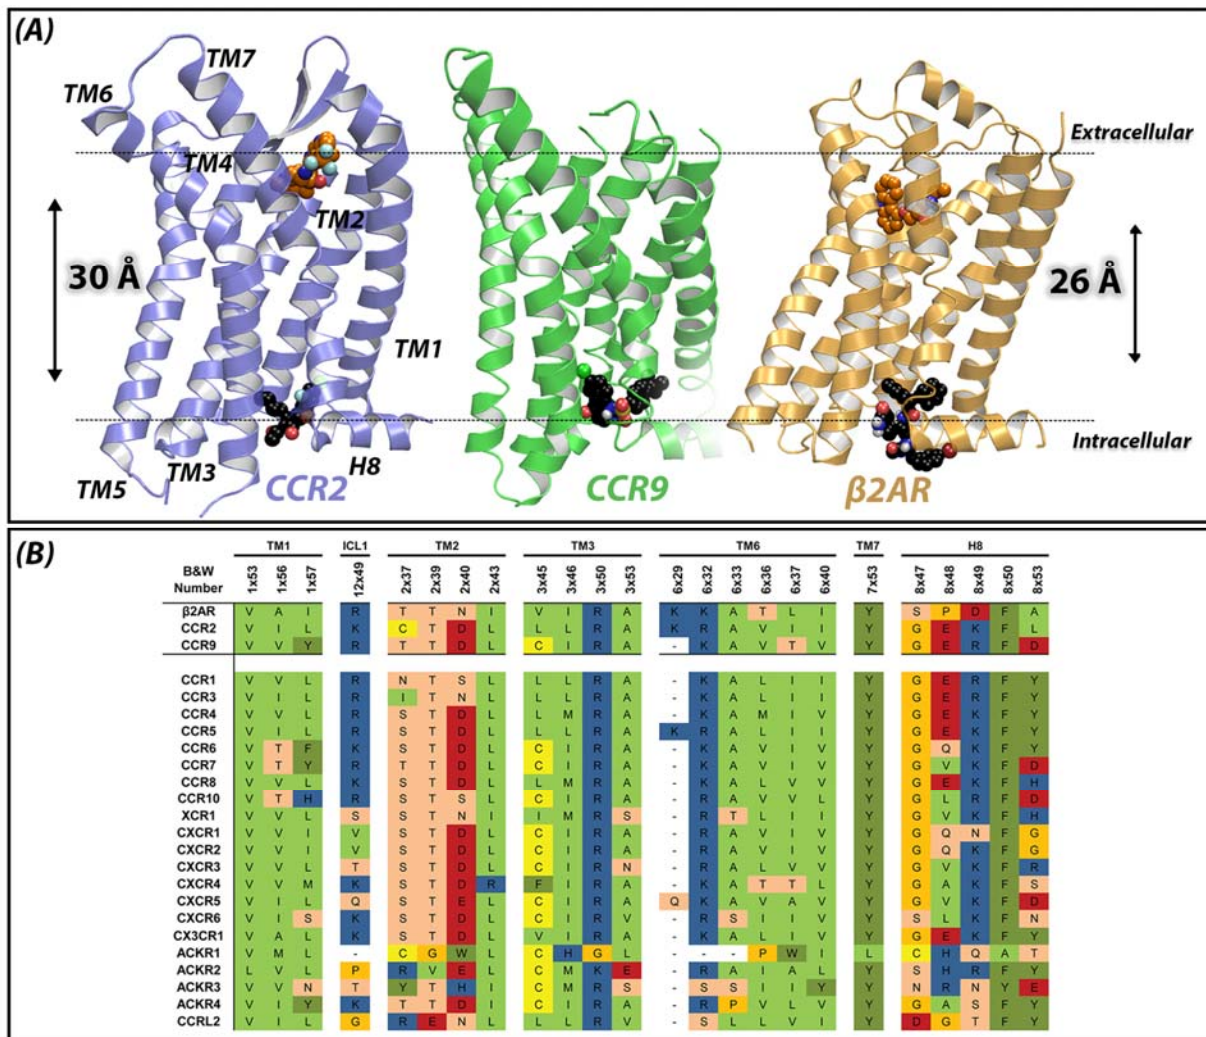 (A)
TM7
TM6
TM4
TM2
TM1
TM3
TM5
H8
30 Å
26 Å
Extracellular
Intracellular
CCR2
CCR9
β2AR
(B)
TM1 ICL1 TM2 TM3 TM6 TM7 H8
B&W Number 1x53 1x56 1x57 12x49 2x37 2x39 2x40 2x43 3x45 3x46 3x50 3x53 6x29 6x32 6x33 6x36 6x37 6x40 7x53 8x47 8x48 8x49 8x50 8x53
β2AR V A I R T T N I V I R A K K A T L I Y S P D F A
CCR2 V I L K C T D L L L R A K R A V I I Y G E K F L
CCR9 V V Y R T T D L C I R A - K A V T V Y G E R F D
CCR1 V V L R N T S L L L R A - K A L I I Y G E R F Y
CCR3 V I L R I T N L L L R A - K A L I I Y G E R F Y
CCR4 V V L R S T D L L M R A - K A M I V Y G E K F Y
CCR5 V I L R S T D L L L R A K R A L I I Y G E K F Y
CCR6 V T F K S T D L C I R A - K A V I V Y G Q K F Y
CCR7 V T Y R T T D L C I R A - K A V I V Y G V K F D
CCR8 V V L K S T D L L M R A - K A L V V Y G E K F H
CCR10 V T H R S T S L C I R A - R A V V L Y G L R F D
XCR1 V V L S S T N I I M R S - R T L I I Y G V K F H
CXCR1 V V I V S T D L C I R A - R A V I V Y G Q N F G
CXCR2 V V I V S T D L C I R A - R A V I V Y G Q K F G
CXCR3 V V L T S T D L C I R N - R A L V V Y G V K F R
CXCR4 V V M K S T D R F I R A - K A T T L Y G A K F S
CXCR5 V I L Q S T E L C I R A Q K A V A V Y G V K F D
CXCR6 V I S K S T D L C I R V - R S I I V Y S L K F N
CX3CR1 V A L K S T D L V I R A - K A L I V Y G E K F Y
ACKR1 V M L - C G W L C H G L - - - P W I L C H Q A T
ACKR2 L V L P R V E L C M K E - R A I A L Y S H R F Y
ACKR3 V V N T Y T H I C M R S - S S I I Y Y N R N Y E
ACKR4 V I Y K T T D I C I R A - R P V L V Y G A S F Y
CCRL2 V I L G R E N L L L R V - S L L V I Y D G T F Y